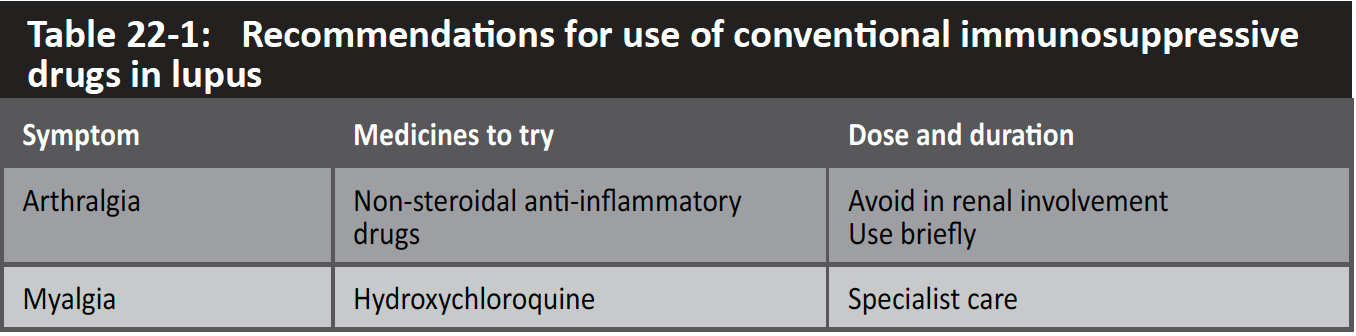 Table 22-1: Recommendations for use of conventional immunosuppressive
drugs in lupus
Symptom Medicines to try Dose and duration
Arthralgia Non-steroidal anti-inflammatory Avoid in renal involvement
drugs Use briefly
Myalgia Hydroxychloroquine Specialist care